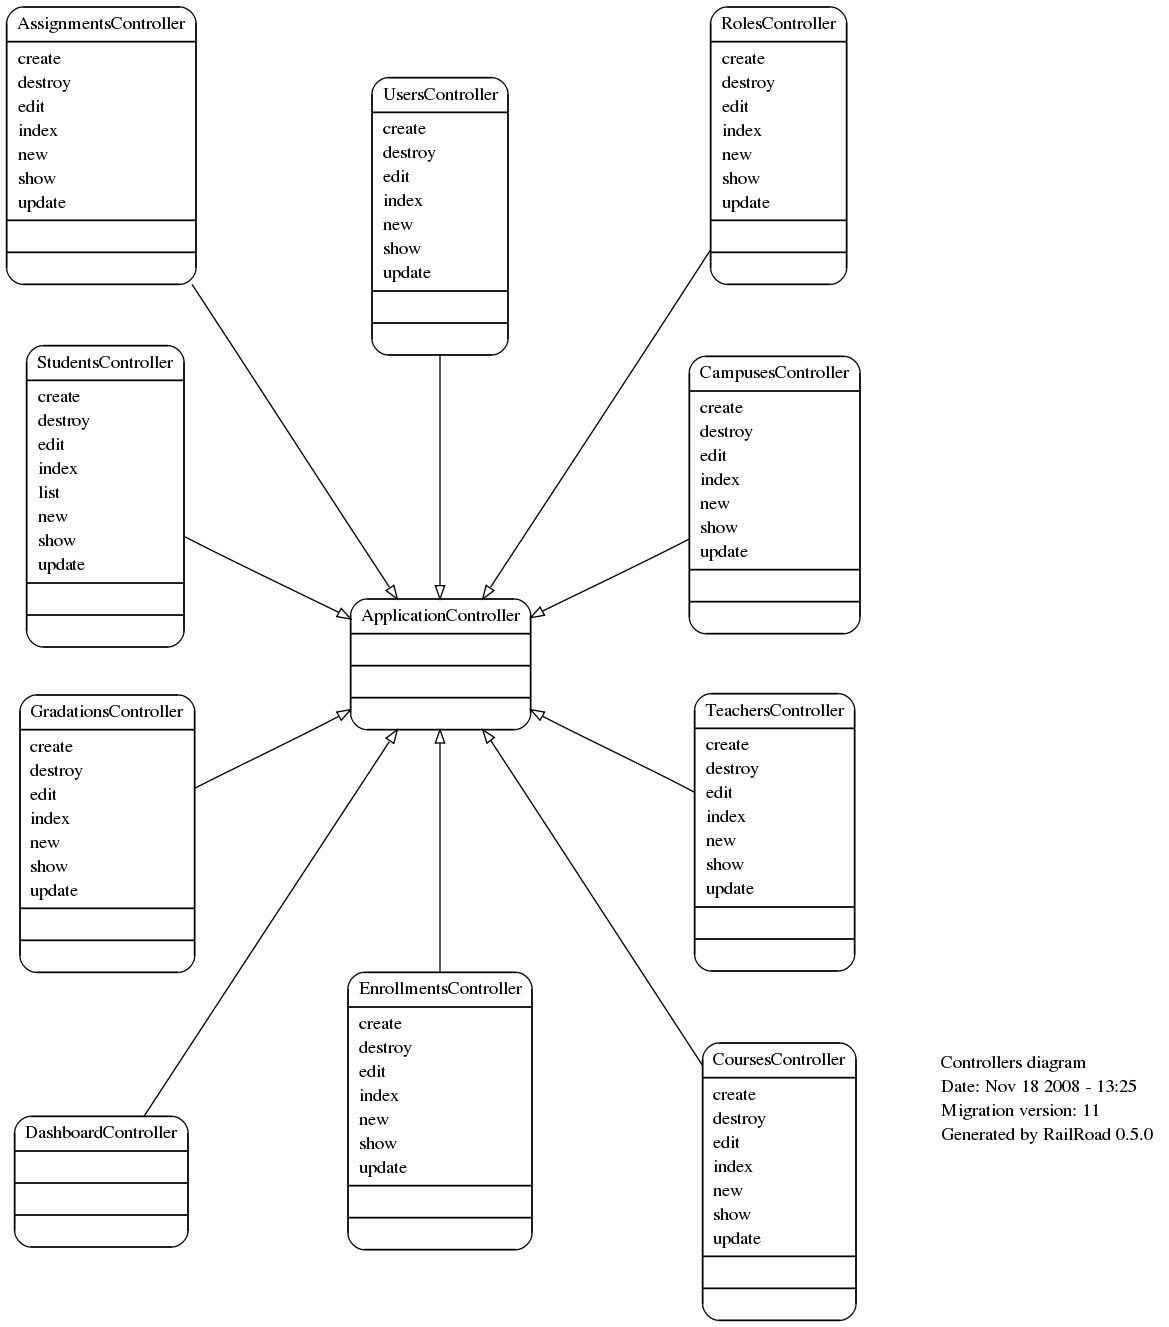 AssignmentsController
create
destroy
edit
index
new
show
update
UsersController
create
destroy
edit
index
new
show
update
RolesController
create
destroy
edit
index
new
show
update
StudentsController
create
destroy
edit
index
list
new
show
update
CampusesController
create
destroy
edit
index
new
show
update
ApplicationController
GradationsController
create
destroy
edit
index
new
show
update
TeachersController
create
destroy
edit
index
new
show
update
DashboardController
EnrollmentsController
create
destroy
edit
index
new
show
update
CoursesController
create
destroy
edit
index
new
show
update
Controllers diagram
Date: Nov 18 2008 - 13:25
Migration version: 11
Generated by RailRoad 0.5.0